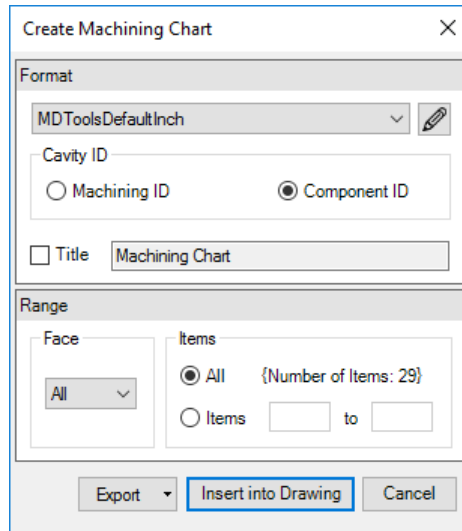 Create Machining Chart
Format
MDToolsDefaultInch
Cavity ID
Machining ID Component ID
Title Machining Chart
Range
Face Items
All All {Number of Items: 29}
Items to
Export Insert into Drawing Cancel